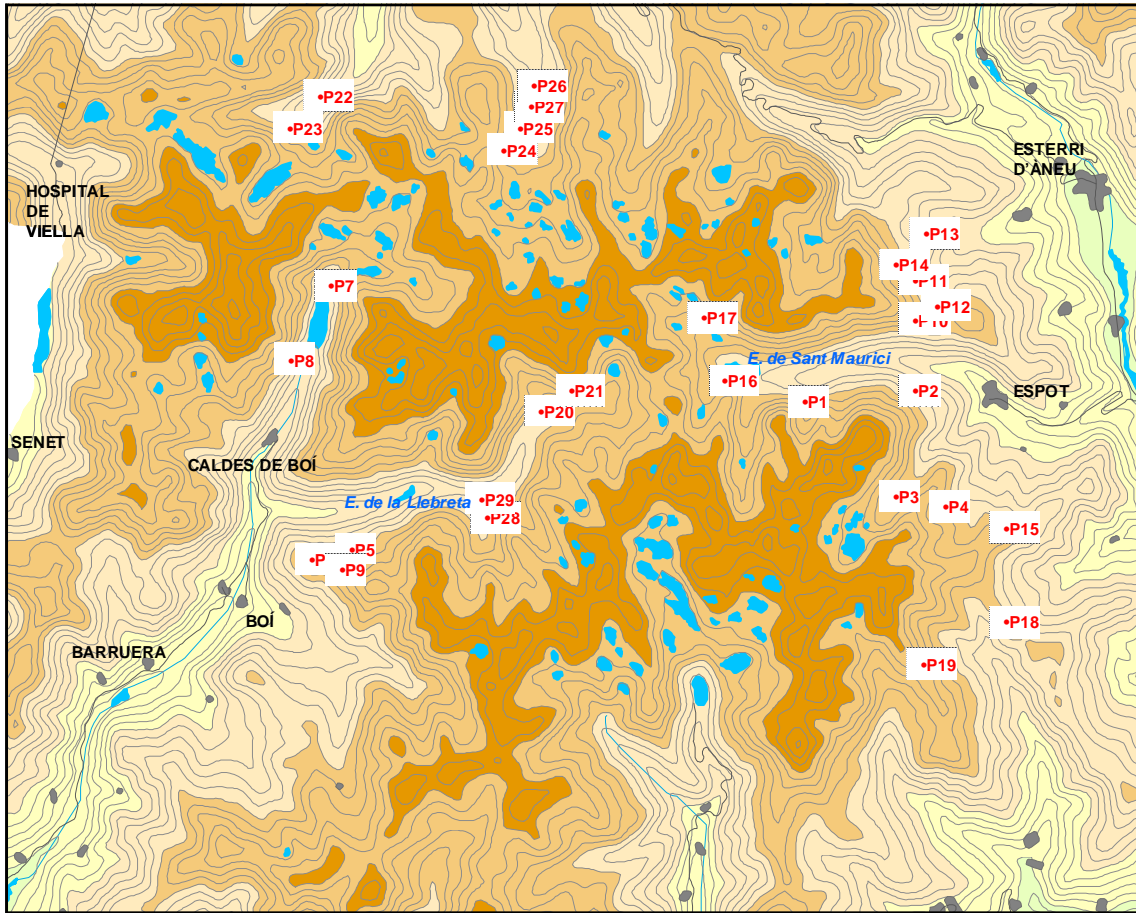 P26
P22
P27
P23
P25
P24
ESTERRI
D'ÀNEU
HOSPITAL
DE
VIELLA
P13
P14
P11
P7
P12
P10
P17
E. de Sant Maurici
P8
P16
P21
P2
ESPOT
P1
P20
SENET
CALDES DE BOÍ
E. de la Llebreta
P29
P3
P4
P28
P15
P5
P
P9
BOÍ
P18
BARRUERA
P19